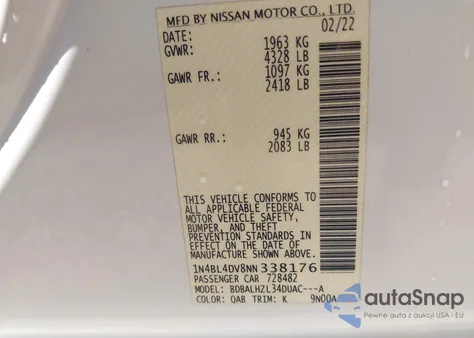 MFD BY NISSAN MOTOR CO., LTD.
DATE: 02/22
GVWR: 1963 KG
4328 LB
GAWR FR.: 1097 KG
2418 LB
GAWR RR.: 945 KG
2083 LB
THIS VEHICLE CONFORMS TO
ALL APPLICABLE FEDERAL
MOTOR VEHICLE SAFETY,
BUMPER, AND THEFT
PREVENTION STANDARDS IN
EFFECT ON THE DATE OF
MANUFACTURE SHOWN ABOVE.
1N4BL4DV8NN338176
PASSENGER CAR 728482
MODEL: BDBALHZL34DUAC---A
COLOR: QAB TRIM: K 9N00A
autoSnap
Pewne auta z USA - EU